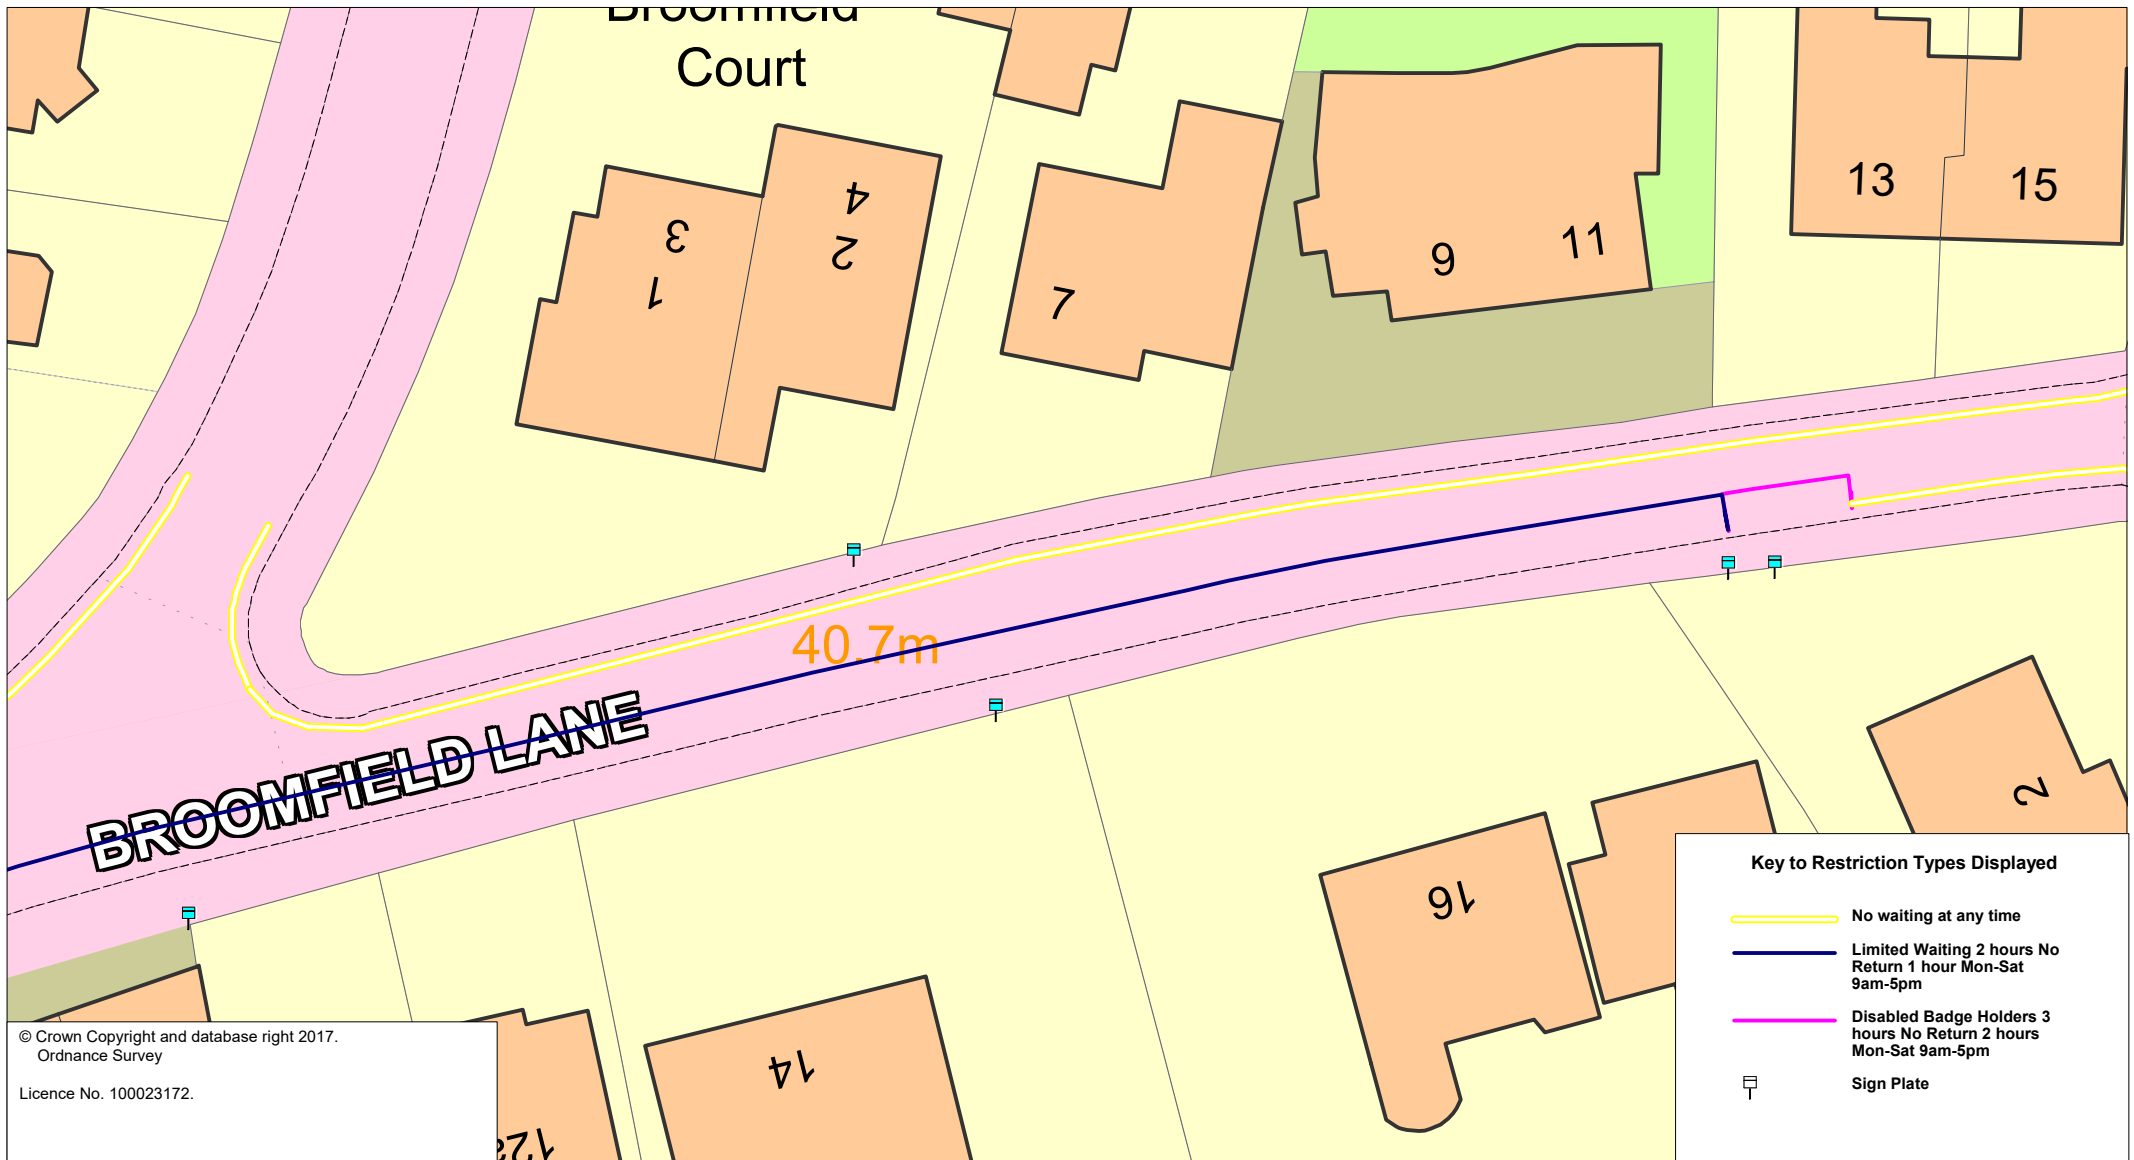 Broomfield
Court
3
1
4
2
7
9
11
13
15
40.7m
BROOMFIELD LANE
16
2
14
12a
Key to Restriction Types Displayed
No waiting at any time
Limited Waiting 2 hours No
Return 1 hour Mon-Sat
9am-5pm
Disabled Badge Holders 3
hours No Return 2 hours
Mon-Sat 9am-5pm
Sign Plate
© Crown Copyright and database right 2017.
Ordnance Survey
Licence No. 100023172.